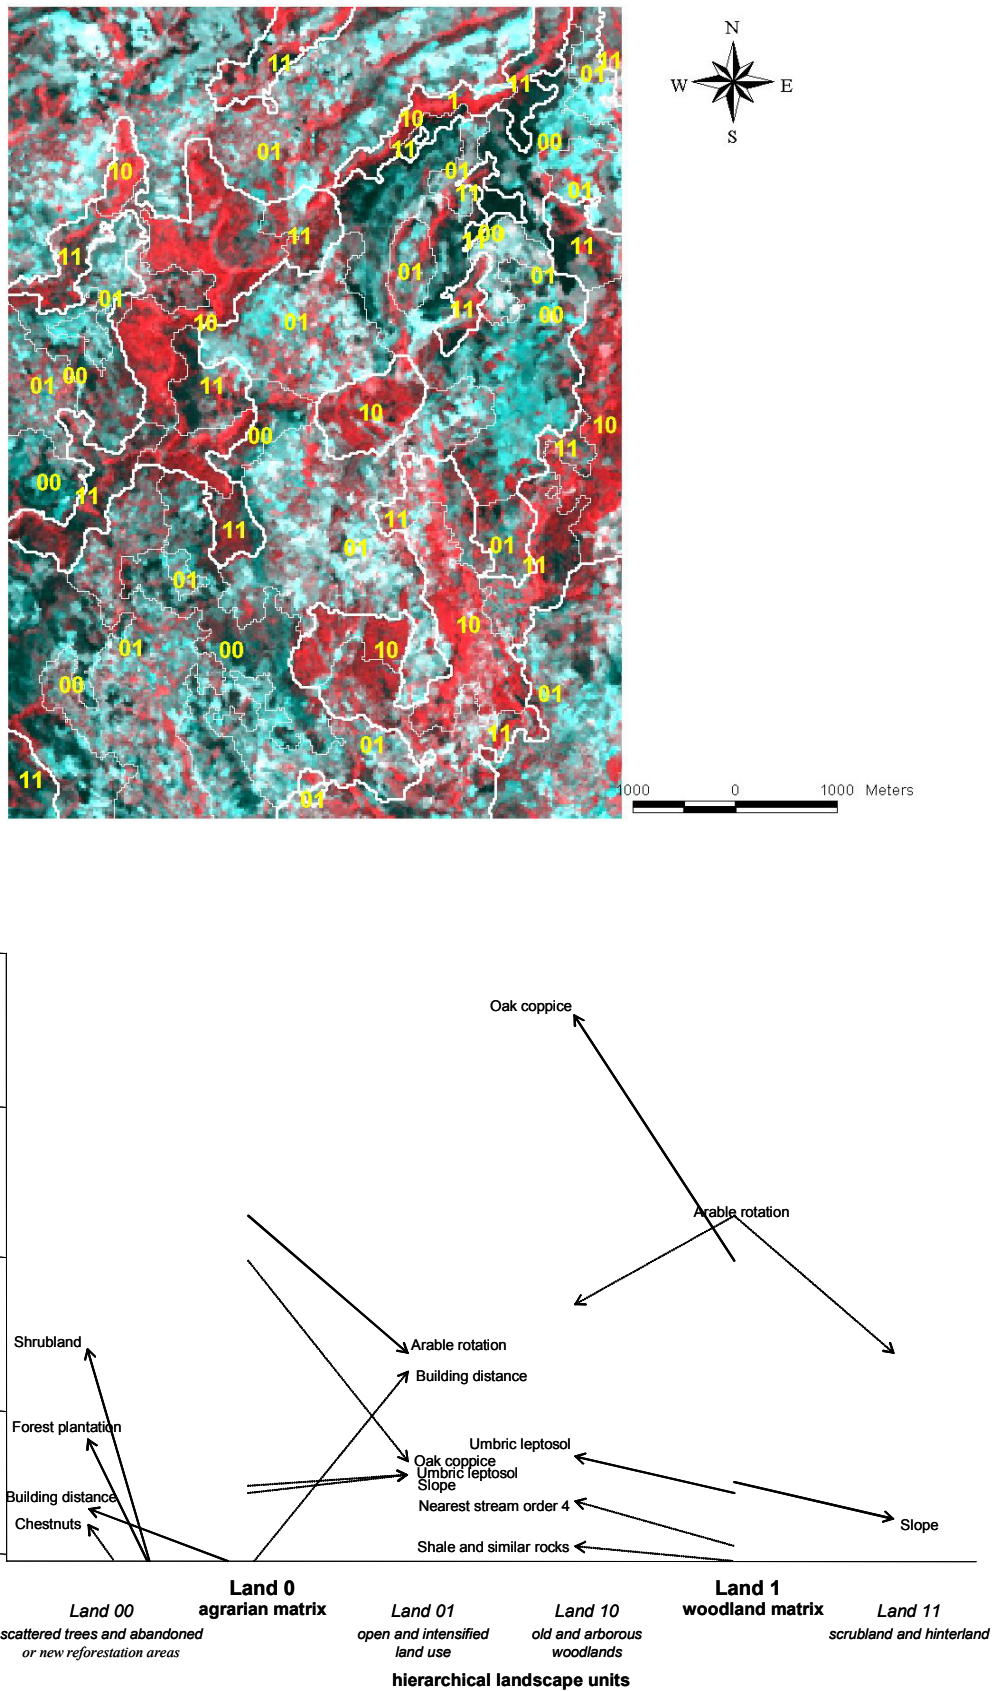 N
W E
S
11
01
11
11
1
10
11
00
01
01
10
01
11
11
11
00
11
01
01
11
01
11
00
10
01
00
01
11
10
10
00
11
00
11
11
11
01
01
11
01
10
01
00
10
00
01
11
01
11
01
1000 0 1000 Meters
Oak coppice
Arable rotation
Shrubland
Arable rotation
Building distance
Forest plantation
Umbric leptosol
Oak coppice
Umbric leptosol
Slope
Building distance
Nearest stream order 4
Chestnuts
Slope
Shale and similar rocks
Land 0 Land 1
agrarian matrix woodland matrix
Land 00 Land 01 Land 10 Land 11
scattered trees and abandoned open and intensified old and arborous scrubland and hinterland
or new reforestation areas land use woodlands
hierarchical landscape units